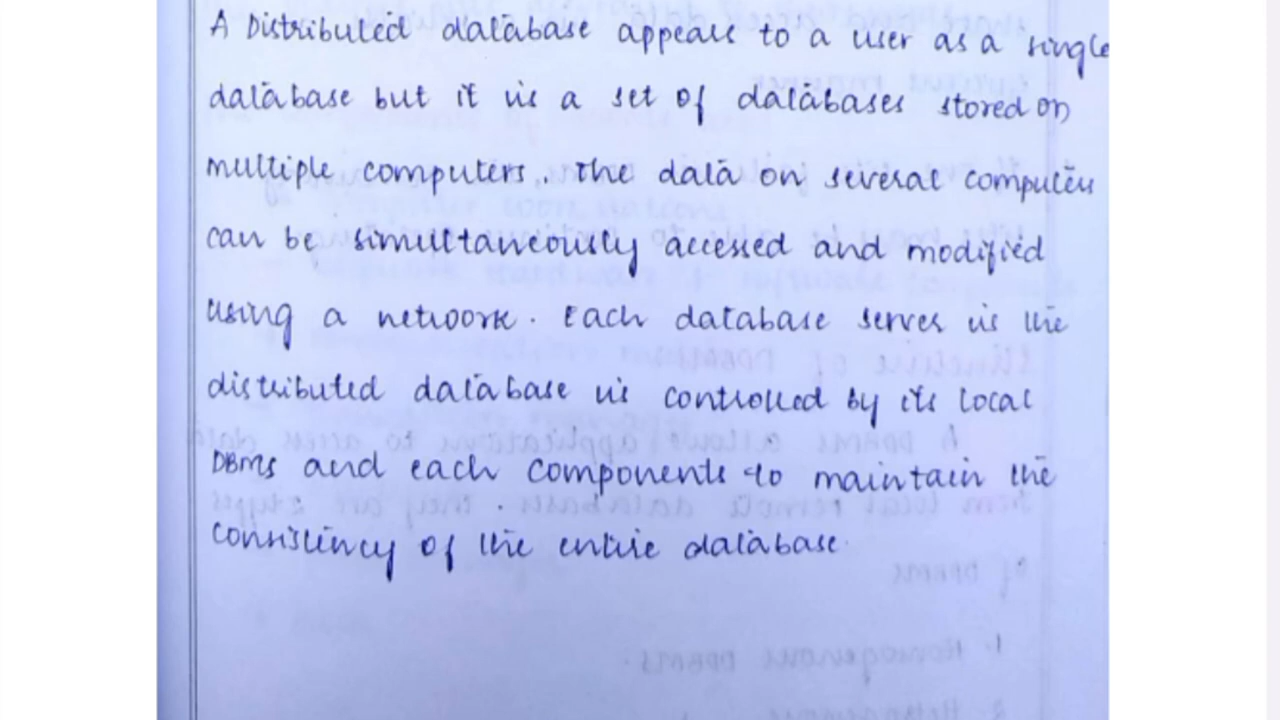 A Distributed database appears to a user as a single
database but it is a set of databases stored on
multiple computers. The data on several computers
can be simultaneously accessed and modified
using a network. Each database server is the
distributed database is controlled by its local
DBMS and each components to maintain the
consistency of the entire database.